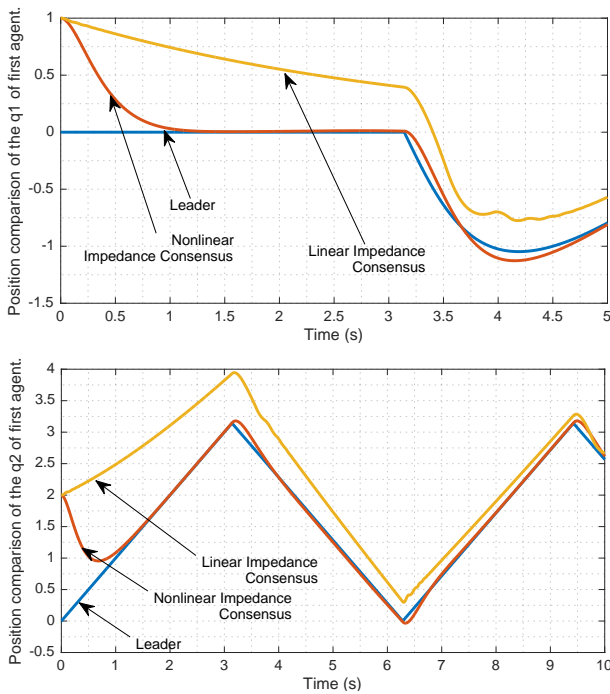 Position comparison of the q1 of first agent.
1
0.5
0
-0.5
-1
-1.5
0
0.5
1
1.5
2
2.5
3
3.5
4
4.5
5
Time (s)
Leader
Nonlinear
Impedance Consensus
Linear Impedance
Consensus
Position comparison of the q2 of first agent.
4
3.5
3
2.5
2
1.5
1
0.5
0
-0.5
0
1
2
3
4
5
6
7
8
9
10
Time (s)
Linear Impedance
Consensus
Nonlinear Impedance
Consensus
Leader